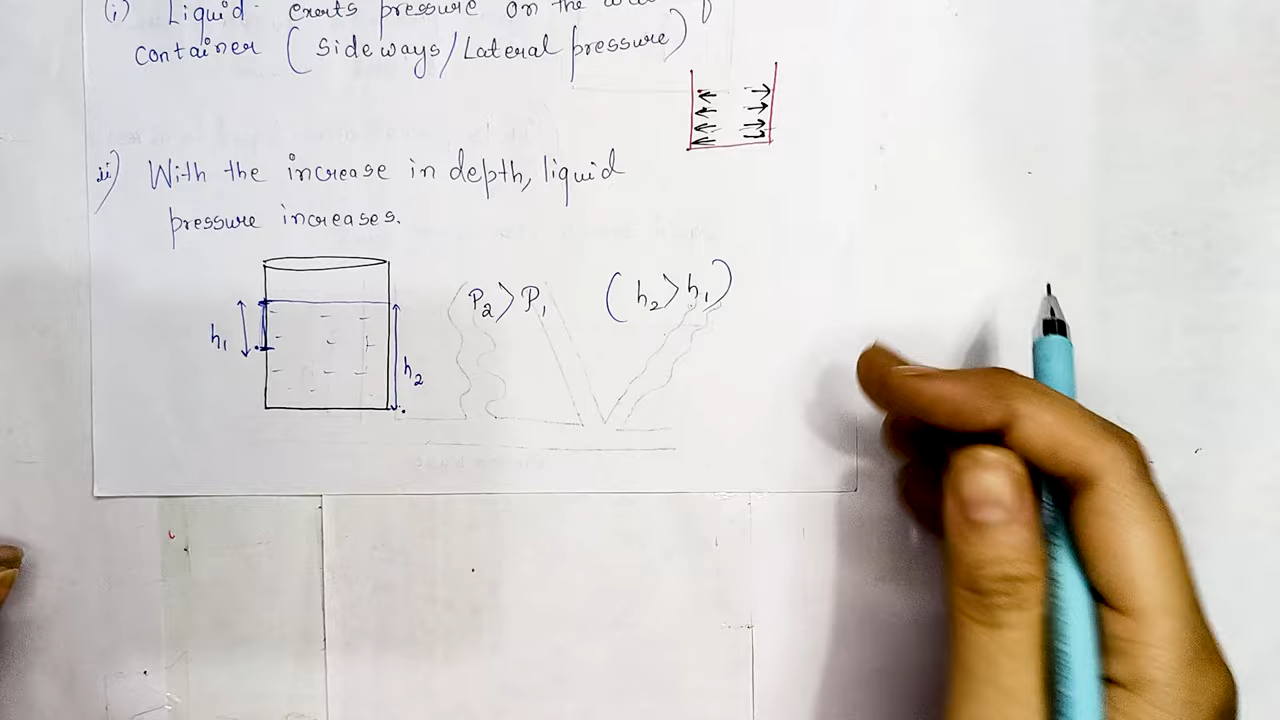 (i) Liquid exerts pressure on the
container (Sideways/Lateral pressure)
ii) With the increase in depth, liquid
pressure increases.
P₂ > P₁ (h₂ > h₁)
h₁
h₂